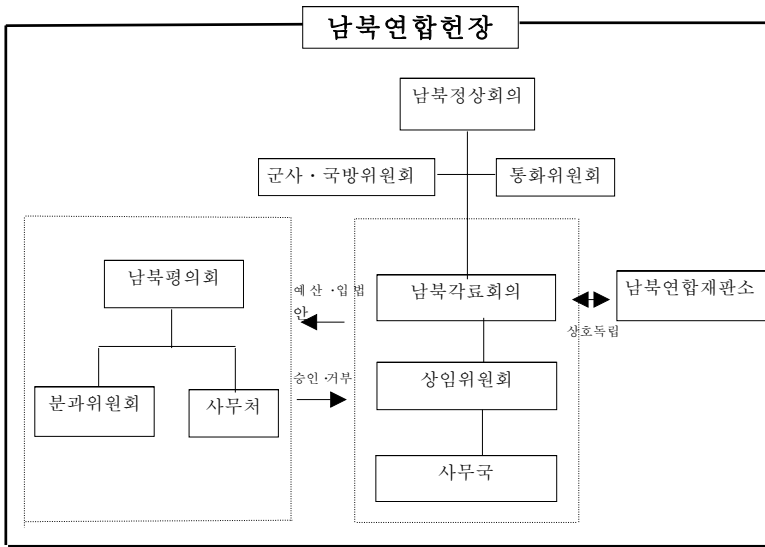 남북연합헌장
남북정상회의
군사·국방위원회
통화위원회
남북평의회
예산·입법
안
남북각료회의
남북연합재판소
상호독립
분과위원회
사무처
승인·거부
상임위원회
사무국